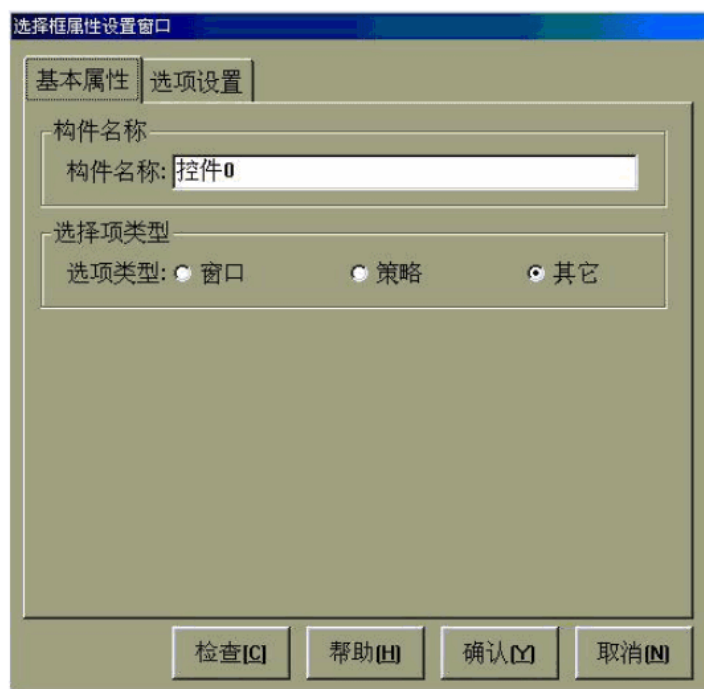 选择框属性设置窗口
基本属性 选项设置
构件名称
构件名称: 控件0
选择项类型
选项类型: 窗口 策略 其它
检查[C] 帮助[H] 确认[Y] 取消[N]